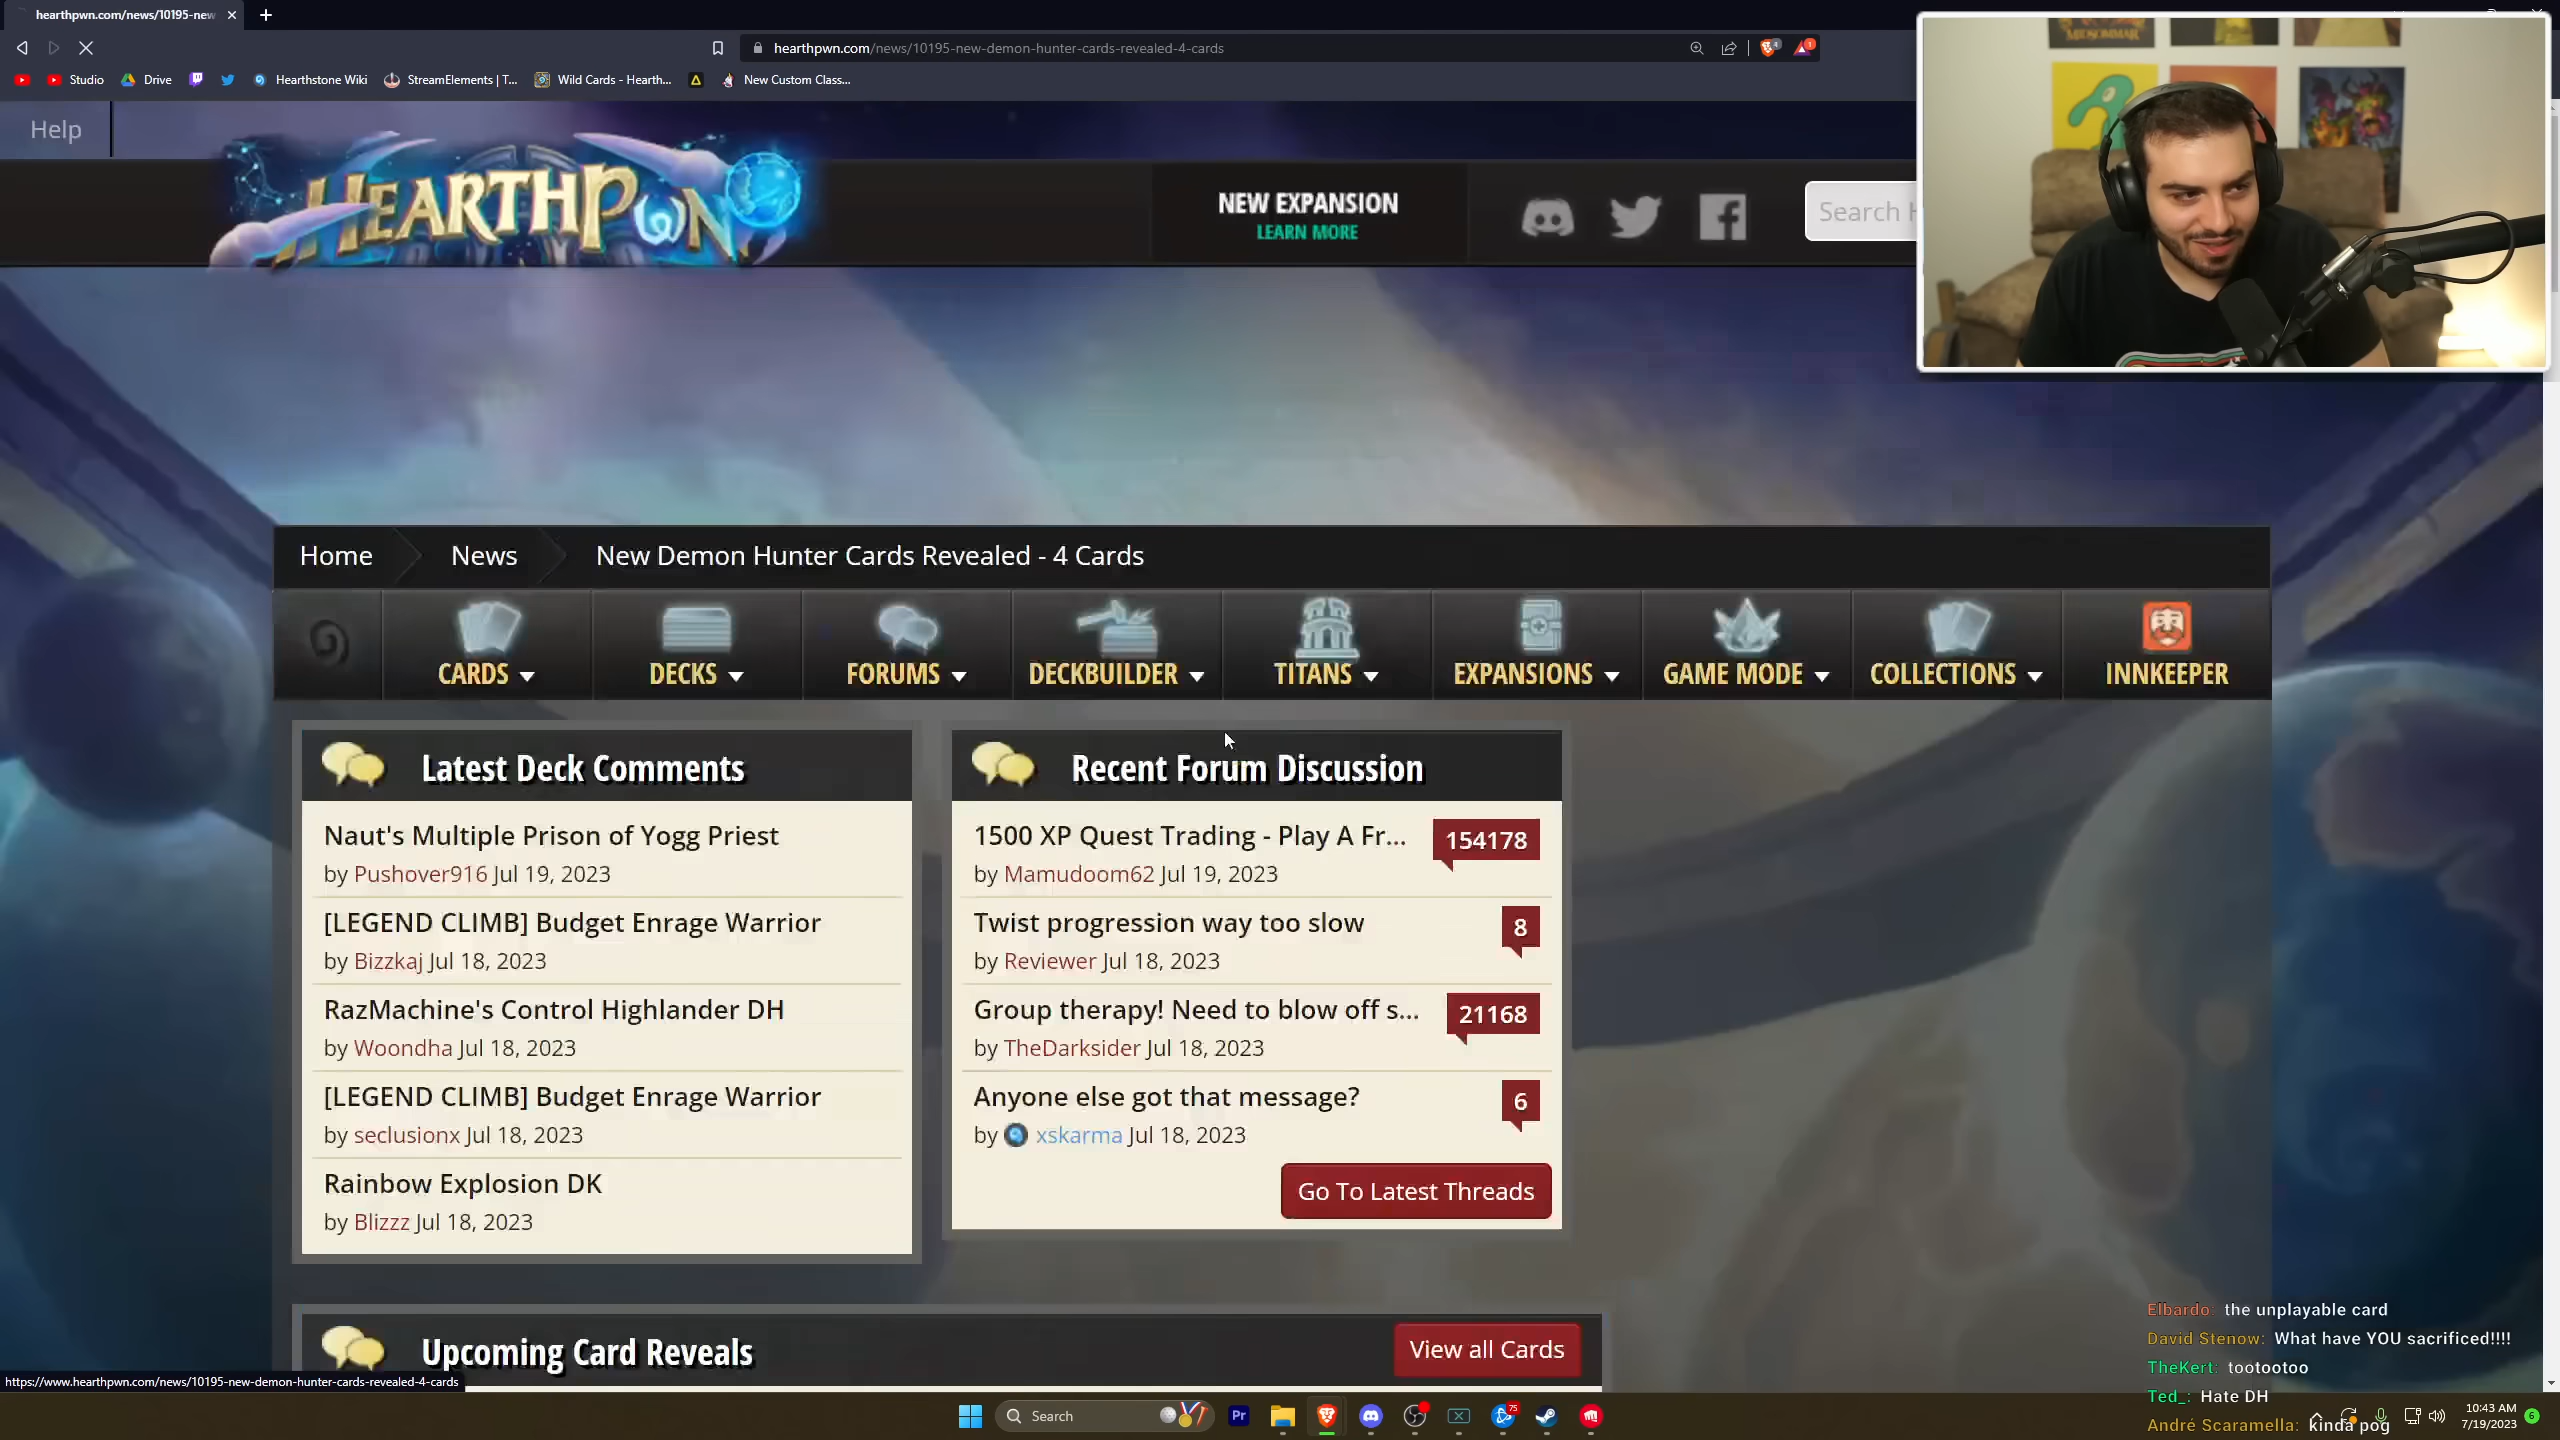 hearthpwn.com/news/10195-new
hearthpwn.com/news/10195-new-demon-hunter-cards-revealed-4-cards
Studio
Drive
Hearthstone Wiki
StreamElements | T...
Wild Cards - Hearth...
New Custom Class...
Help
HEARTHPWN
NEW EXPANSION
LEARN MORE
Search
MIDSOMMAR
Home
News
New Demon Hunter Cards Revealed - 4 Cards
CARDS
DECKS
FORUMS
DECKBUILDER
TITANS
EXPANSIONS
GAME MODE
COLLECTIONS
INNKEEPER
Latest Deck Comments
Naut's Multiple Prison of Yogg Priest
by Pushover916 Jul 19, 2023
[LEGEND CLIMB] Budget Enrage Warrior
by Bizzkaj Jul 18, 2023
RazMachine's Control Highlander DH
by Woondha Jul 18, 2023
[LEGEND CLIMB] Budget Enrage Warrior
by seclusionx Jul 18, 2023
Rainbow Explosion DK
by Blizzz Jul 18, 2023
Recent Forum Discussion
1500 XP Quest Trading - Play A Fr... 154178
by Mamudoom62 Jul 19, 2023
Twist progression way too slow 8
by Reviewer Jul 18, 2023
Group therapy! Need to blow off s... 21168
by TheDarksider Jul 18, 2023
Anyone else got that message? 6
by xskarma Jul 18, 2023
Go To Latest Threads
Upcoming Card Reveals
View all Cards
Elbardo: the unplayable card
David Stenow: What have YOU sacrificed!!!!
TheKert: tootootoo
Ted_: Hate DH
André Scaramella: kinda pog
https://www.hearthpwn.com/news/10195-new-demon-hunter-cards-revealed-4-cards
Search
Pr
75
10:43 AM
7/19/2023
6